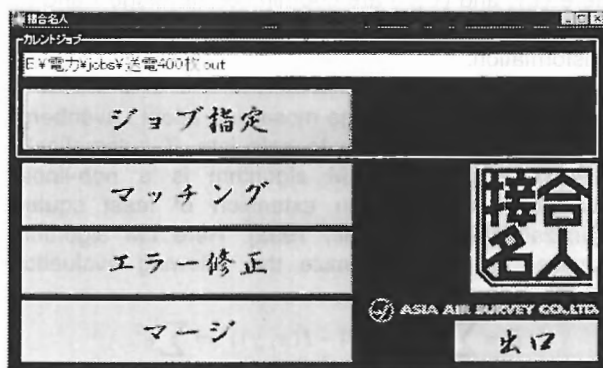 接合名人
カレントジョブ
E:¥電力¥jobs¥送電400枚.out
ジョブ指定
マッチング
エラー修正
マージ
接合
名人
ASIA AIR SURVEY CO.,LTD.
出口